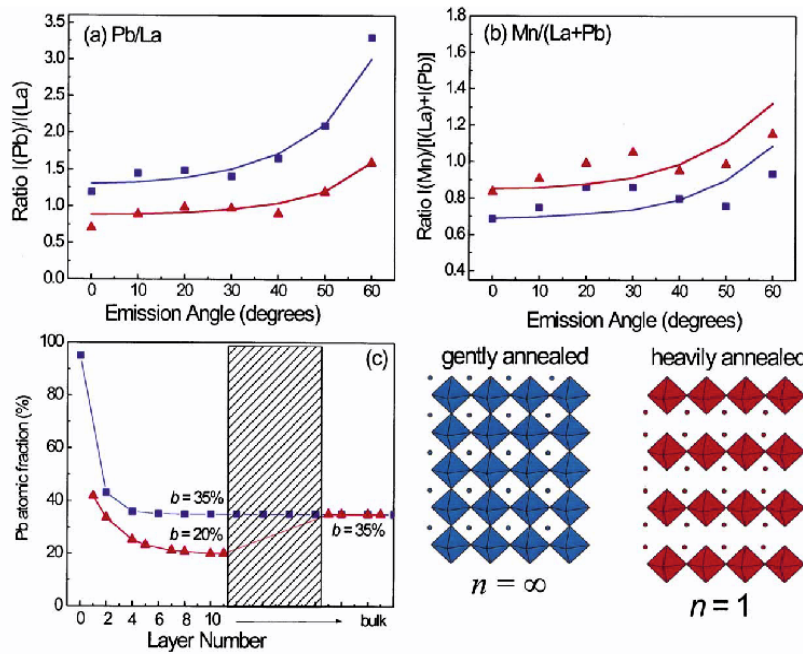 (a) Pb/La
Ratio I(Pb)/I(La)
3.5
3.0
2.5
2.0
1.5
1.0
0.5
0.0
0 10 20 30 40 50 60
Emission Angle (degrees)
(b) Mn/(La+Pb)
Ratio I(Mn)/[I(La)+I(Pb)]
1.8
1.6
1.4
1.2
1.0
0.8
0.6
0.4
0 10 20 30 40 50 60
Emission Angle (degrees)
(c)
Pb atomic fraction (%)
100
80
60
40
20
0
b = 35%
b = 20%
b = 35%
0 2 4 6 8 10 bulk
Layer Number
gently annealed
n = ∞
heavily annealed
n = 1